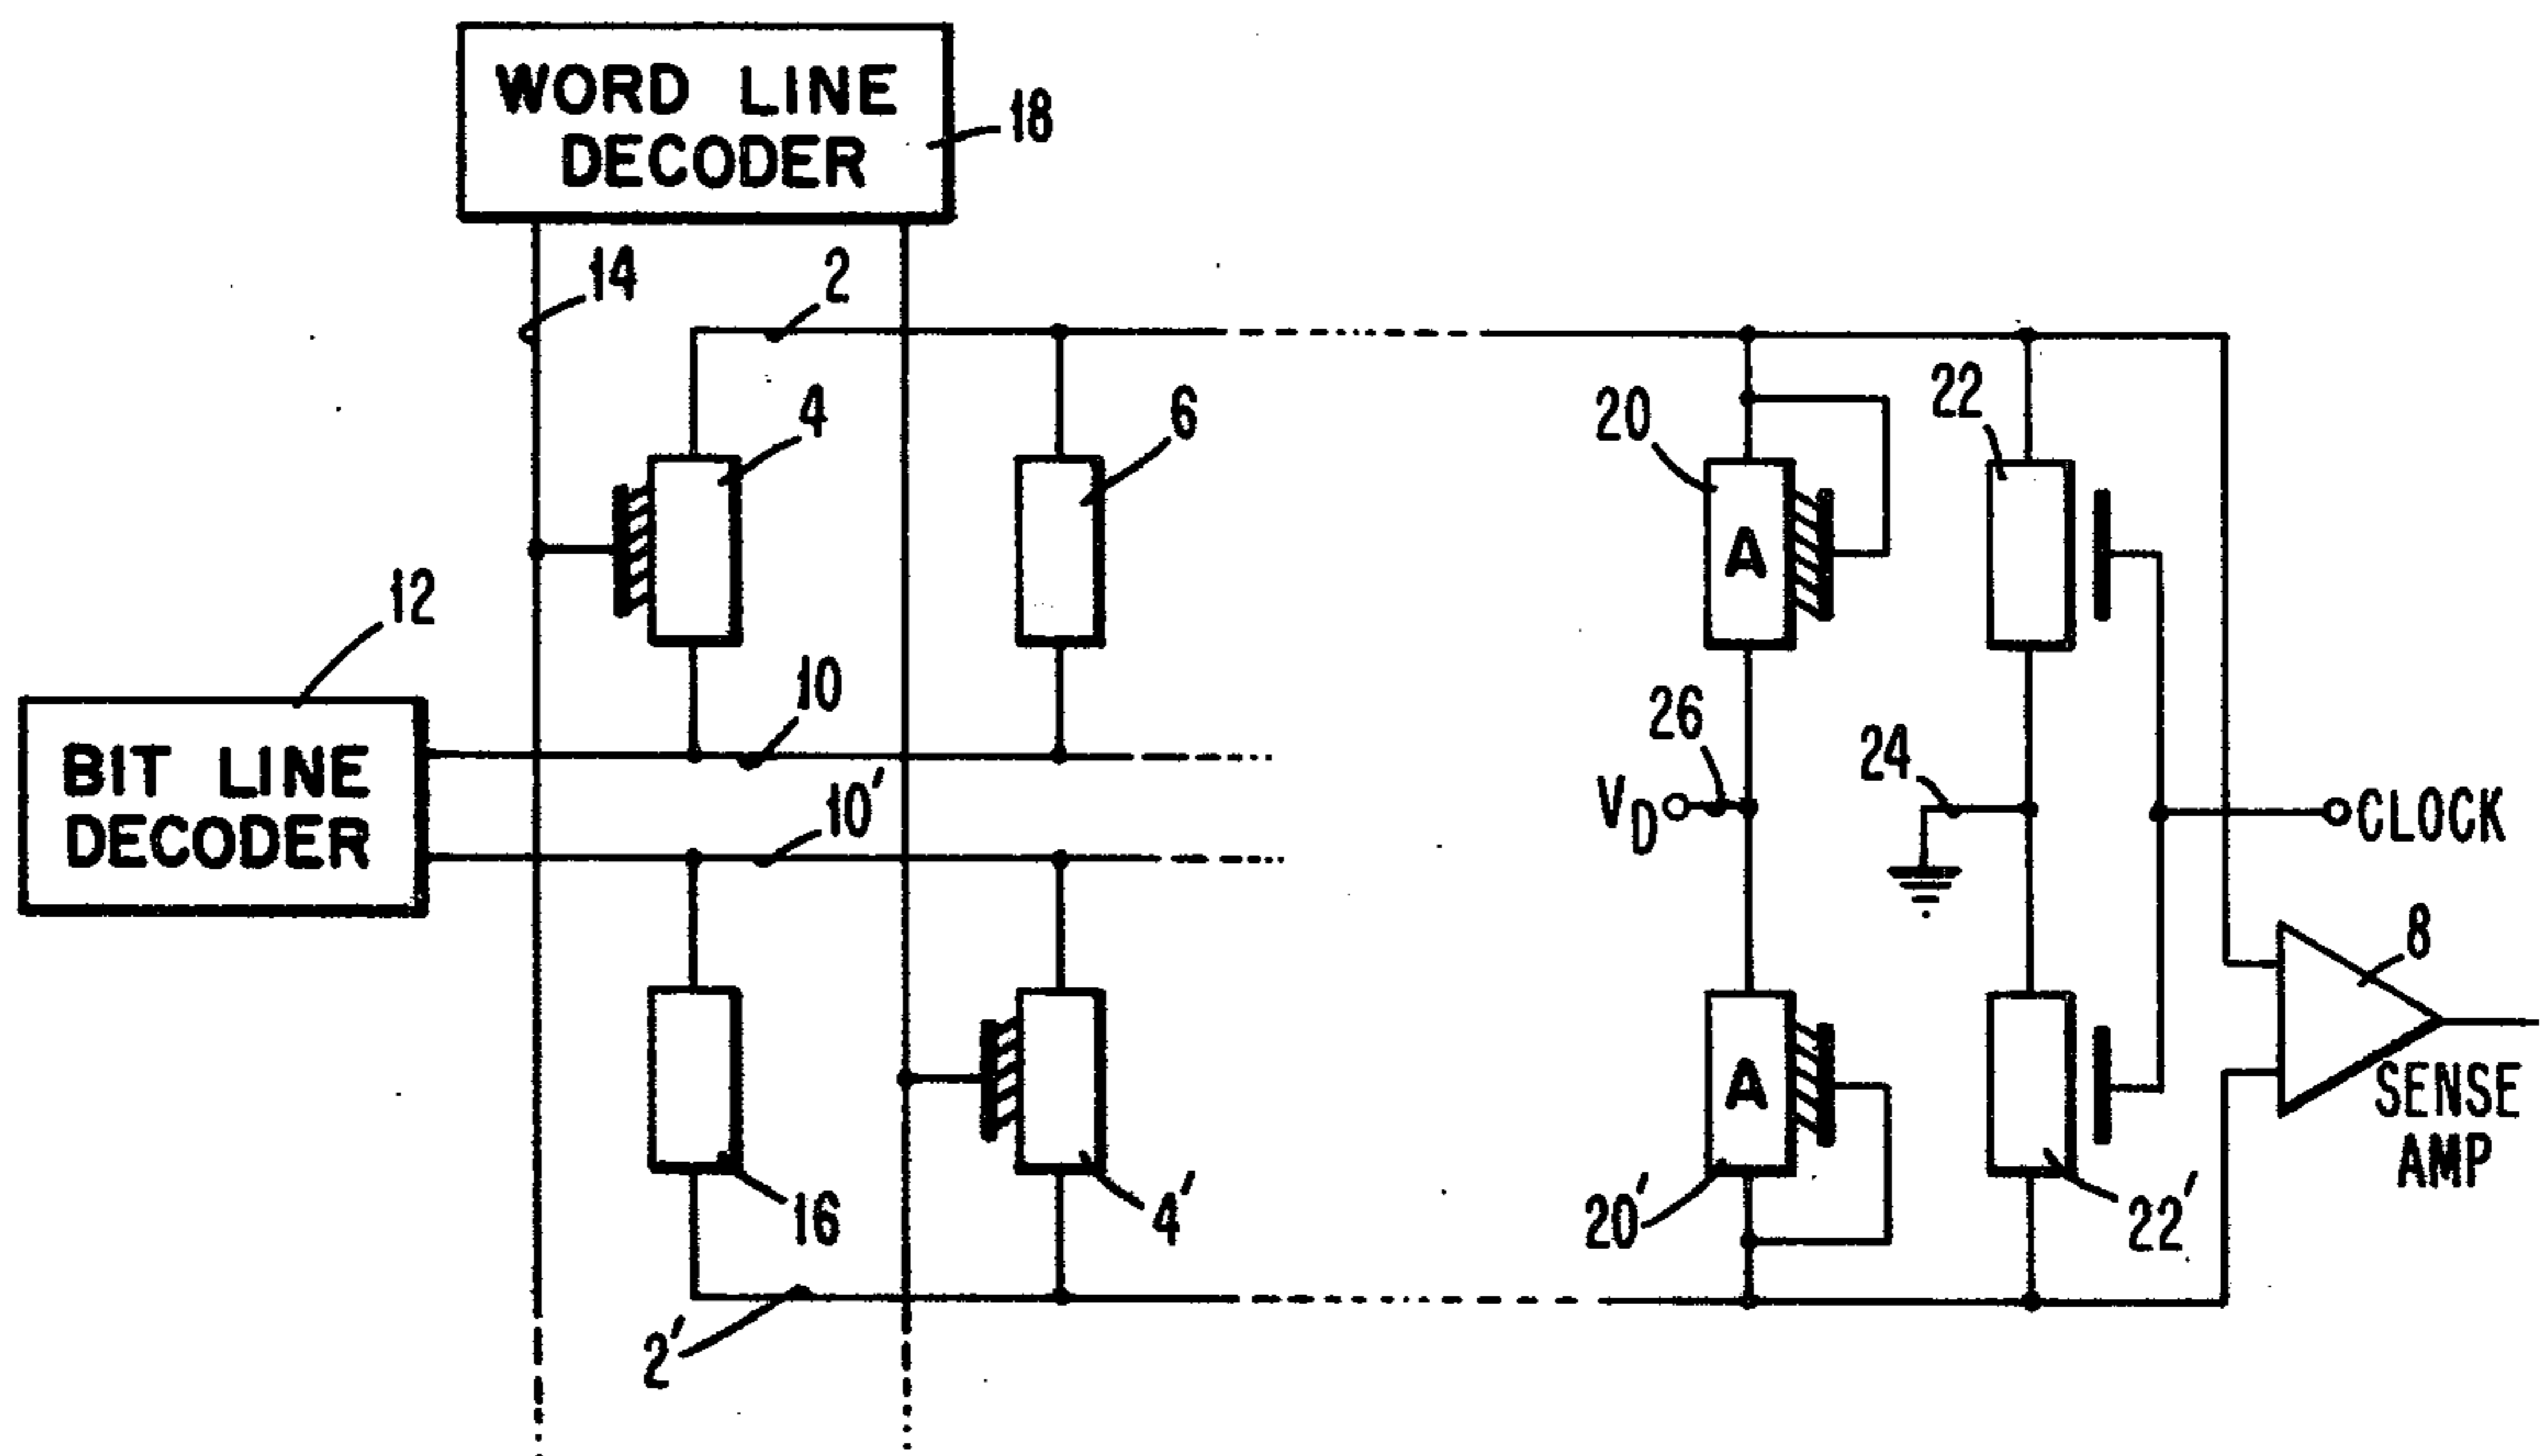 WORD LINE
DECODER
18
14
2
4
6
20
22
12
10
26
24
BIT LINE
DECODER
10'
VD
CLOCK
8
SENSE
AMP
16
4'
20'
22'
2'
A
A